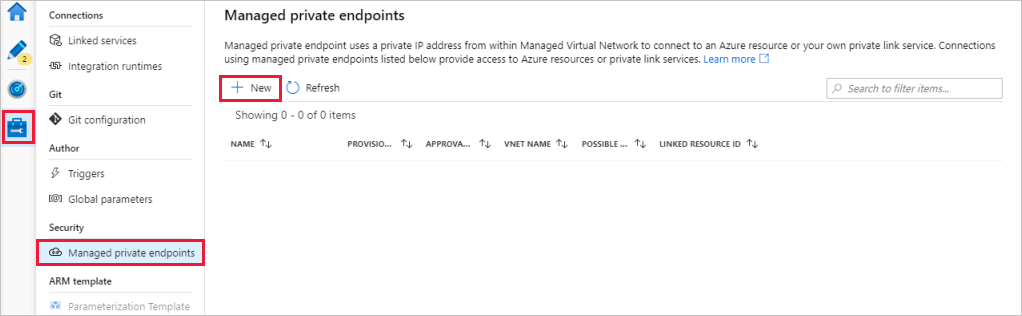 Connections
Linked services
Integration runtimes
Git
Git configuration
Author
Triggers
Global parameters
Security
Managed private endpoints
ARM template
Parameterization Template
2
Managed private endpoints
Managed private endpoint uses a private IP address from within Managed Virtual Network to connect to an Azure resource or your own private link service. Connections
using managed private endpoints listed below provide access to Azure resources or private link services. Learn more
New
Refresh
Search to filter items...
Showing 0 - 0 of 0 items
NAME PROVISIO... APPROVA... VNET NAME POSSIBLE ... LINKED RESOURCE ID